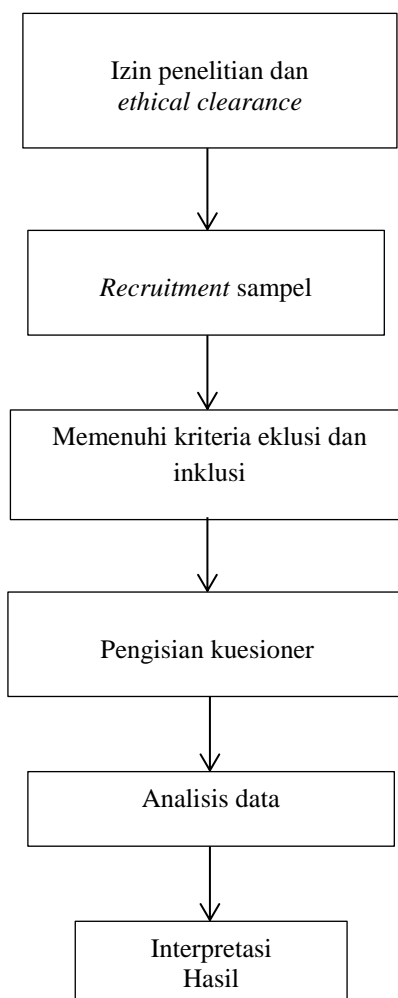 Izin penelitian dan
ethical clearance
Recruitment sampel
Memenuhi kriteria eklusi dan
inklusi
Pengisian kuesioner
Analisis data
Interpretasi
Hasil